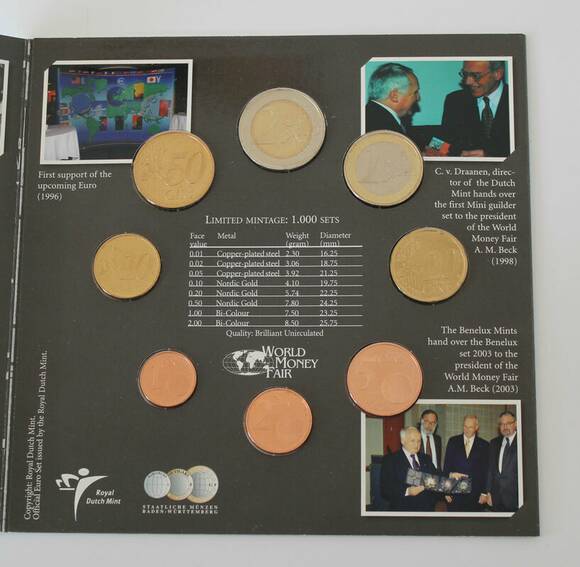 First support of the
upcoming Euro
(1996)
C. v. Draanen, direc-
tor of the Dutch
Mint hands over
the first Mini guilder
set to the president
of the World
Money Fair
A. M. Beck
(1998)
LIMITED MINTAGE: 1.000 SETS
Face value Metal Weight (gram) Diameter (mm)
0.01 Copper-plated steel 2.30 16.25
0.02 Copper-plated steel 3.06 18.75
0.05 Copper-plated steel 3.92 21.25
0.10 Nordic Gold 4.10 19.75
0.20 Nordic Gold 5.74 22.25
0.50 Nordic Gold 7.80 24.25
1.00 Bi-Colour 7.50 23.25
2.00 Bi-Colour 8.50 25.75
Quality: Brilliant Unirculated
WORLD
MONEY
FAIR
The Benelux Mints
hand over the Benelux
set 2003 to the
president of the
World Money Fair
A.M. Beck (2003)
Copyright: Royal Dutch Mint.
Official Euro Set issued by the Royal Dutch Mint.
Royal
Dutch Mint
STAATLICHE MÜNZEN
BADEN-WÜRTTEMBERG
50